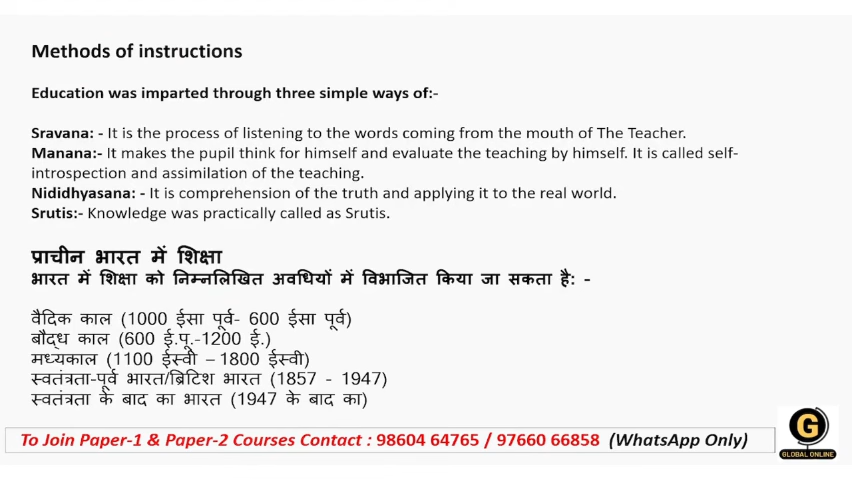 Methods of instructions
Education was imparted through three simple ways of:-
Sravana: - It is the process of listening to the words coming from the mouth of The Teacher.
Manana:- It makes the pupil think for himself and evaluate the teaching by himself. It is called self-
introspection and assimilation of the teaching.
Nididhyasana: - It is comprehension of the truth and applying it to the real world.
Srutis:- Knowledge was practically called as Srutis.
प्राचीन भारत में शिक्षा
भारत में शिक्षा को निम्नलिखित अवधियों में विभाजित किया जा सकता है: -
वैदिक काल (1000 ईसा पूर्व- 600 ईसा पूर्व)
बौद्ध काल (600 ई.पू.-1200 ई.)
मध्यकाल (1100 ईस्वी – 1800 ईस्वी)
स्वतंत्रता-पूर्व भारत/ब्रिटिश भारत (1857 - 1947)
स्वतंत्रता के बाद का भारत (1947 के बाद का)
To Join Paper-1 & Paper-2 Courses Contact : 98604 64765 / 97660 66858 (WhatsApp Only)
G
GLOBAL ONLINE